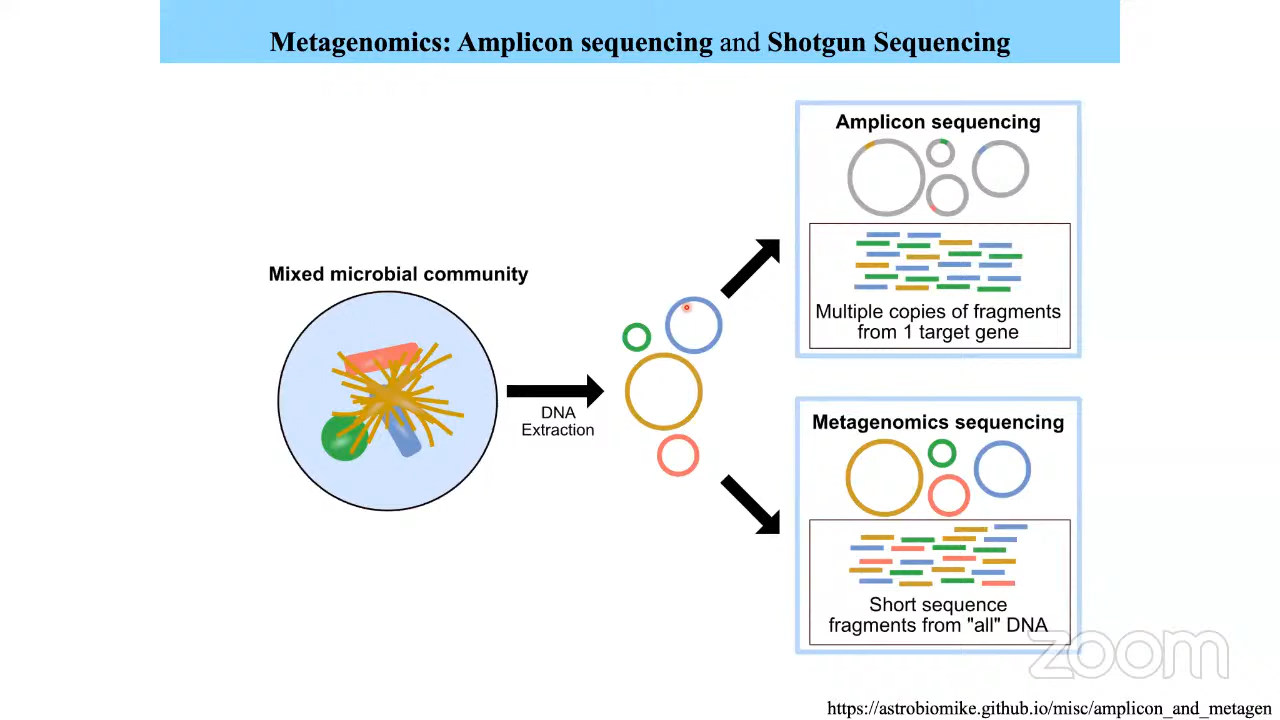 Metagenomics: Amplicon sequencing and Shotgun Sequencing
Amplicon sequencing
Multiple copies of fragments
from 1 target gene
Mixed microbial community
DNA
Extraction
Metagenomics sequencing
Short sequence
fragments from "all" DNA
zoom
https://astrobiomike.github.io/misc/amplicon_and_metagen